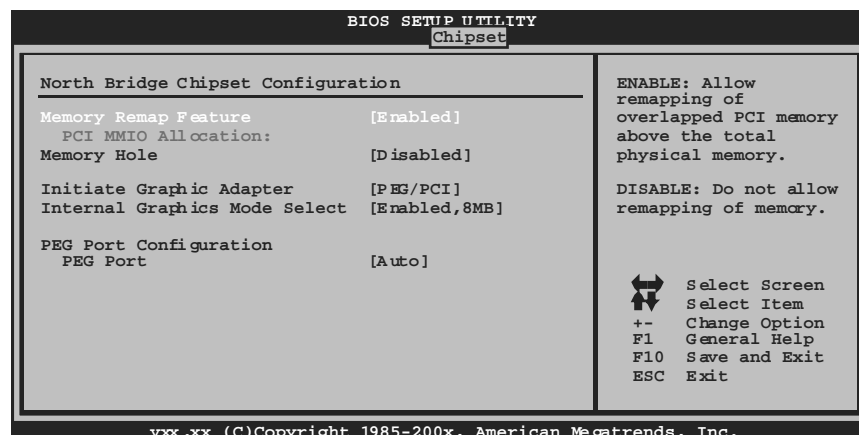 BIOS SETUP UTILITY
Chipset
North Bridge Chipset Configuration
Memory Remap Feature [Enabled]
PCI MMIO Allocation:
Memory Hole [Disabled]
Initiate Graphic Adapter [PEG/PCI]
Internal Graphics Mode Select [Enabled,8MB]
PEG Port Configuration
PEG Port [Auto]
ENABLE: Allow
remapping of
overlapped PCI memory
above the total
physical memory.
DISABLE: Do not allow
remapping of memory.
Select Screen
Select Item
+- Change Option
F1 General Help
F10 Save and Exit
ESC Exit
vxx.xx (C)Copyright 1985-200x, American Megatrends, Inc.